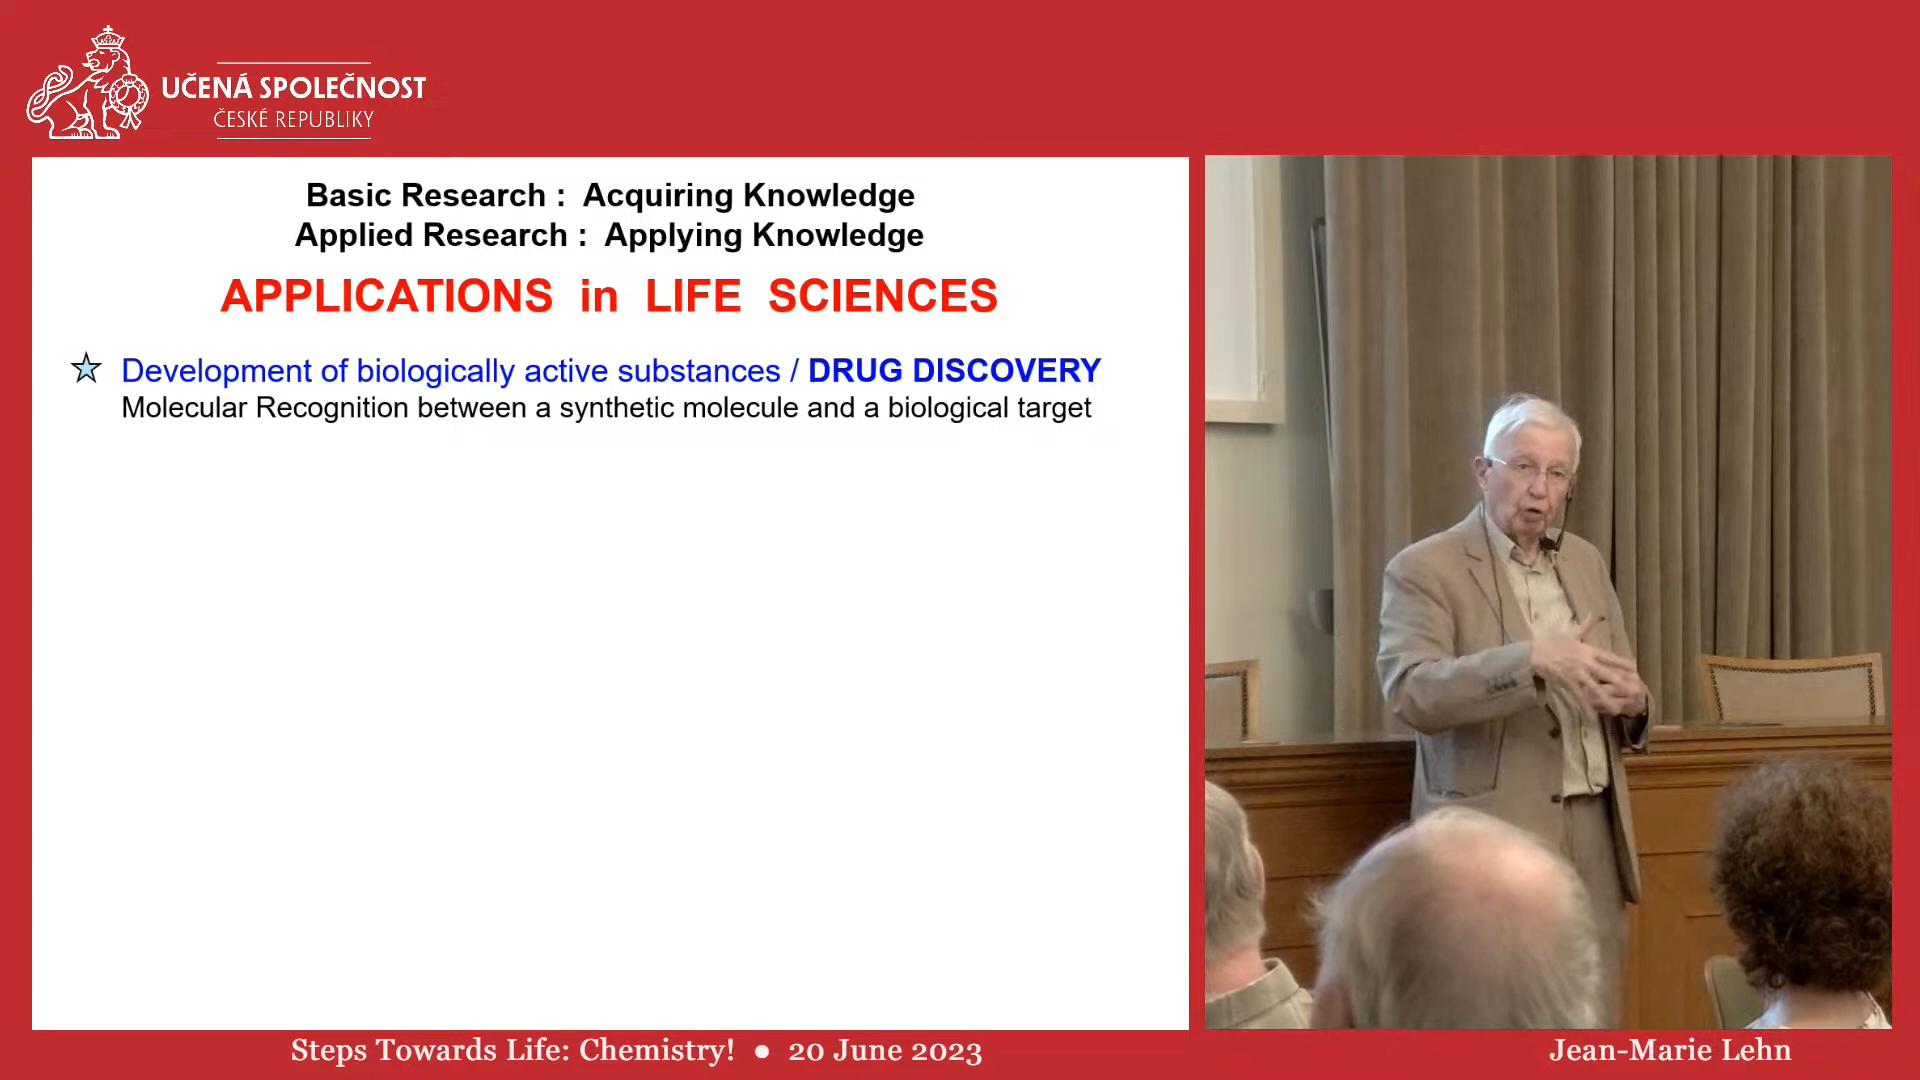 UČENÁ SPOLEČNOST
ČESKÉ REPUBLIKY
Basic Research : Acquiring Knowledge
Applied Research : Applying Knowledge
APPLICATIONS in LIFE SCIENCES
Development of biologically active substances / DRUG DISCOVERY
Molecular Recognition between a synthetic molecule and a biological target
Steps Towards Life: Chemistry! ● 20 June 2023
Jean-Marie Lehn